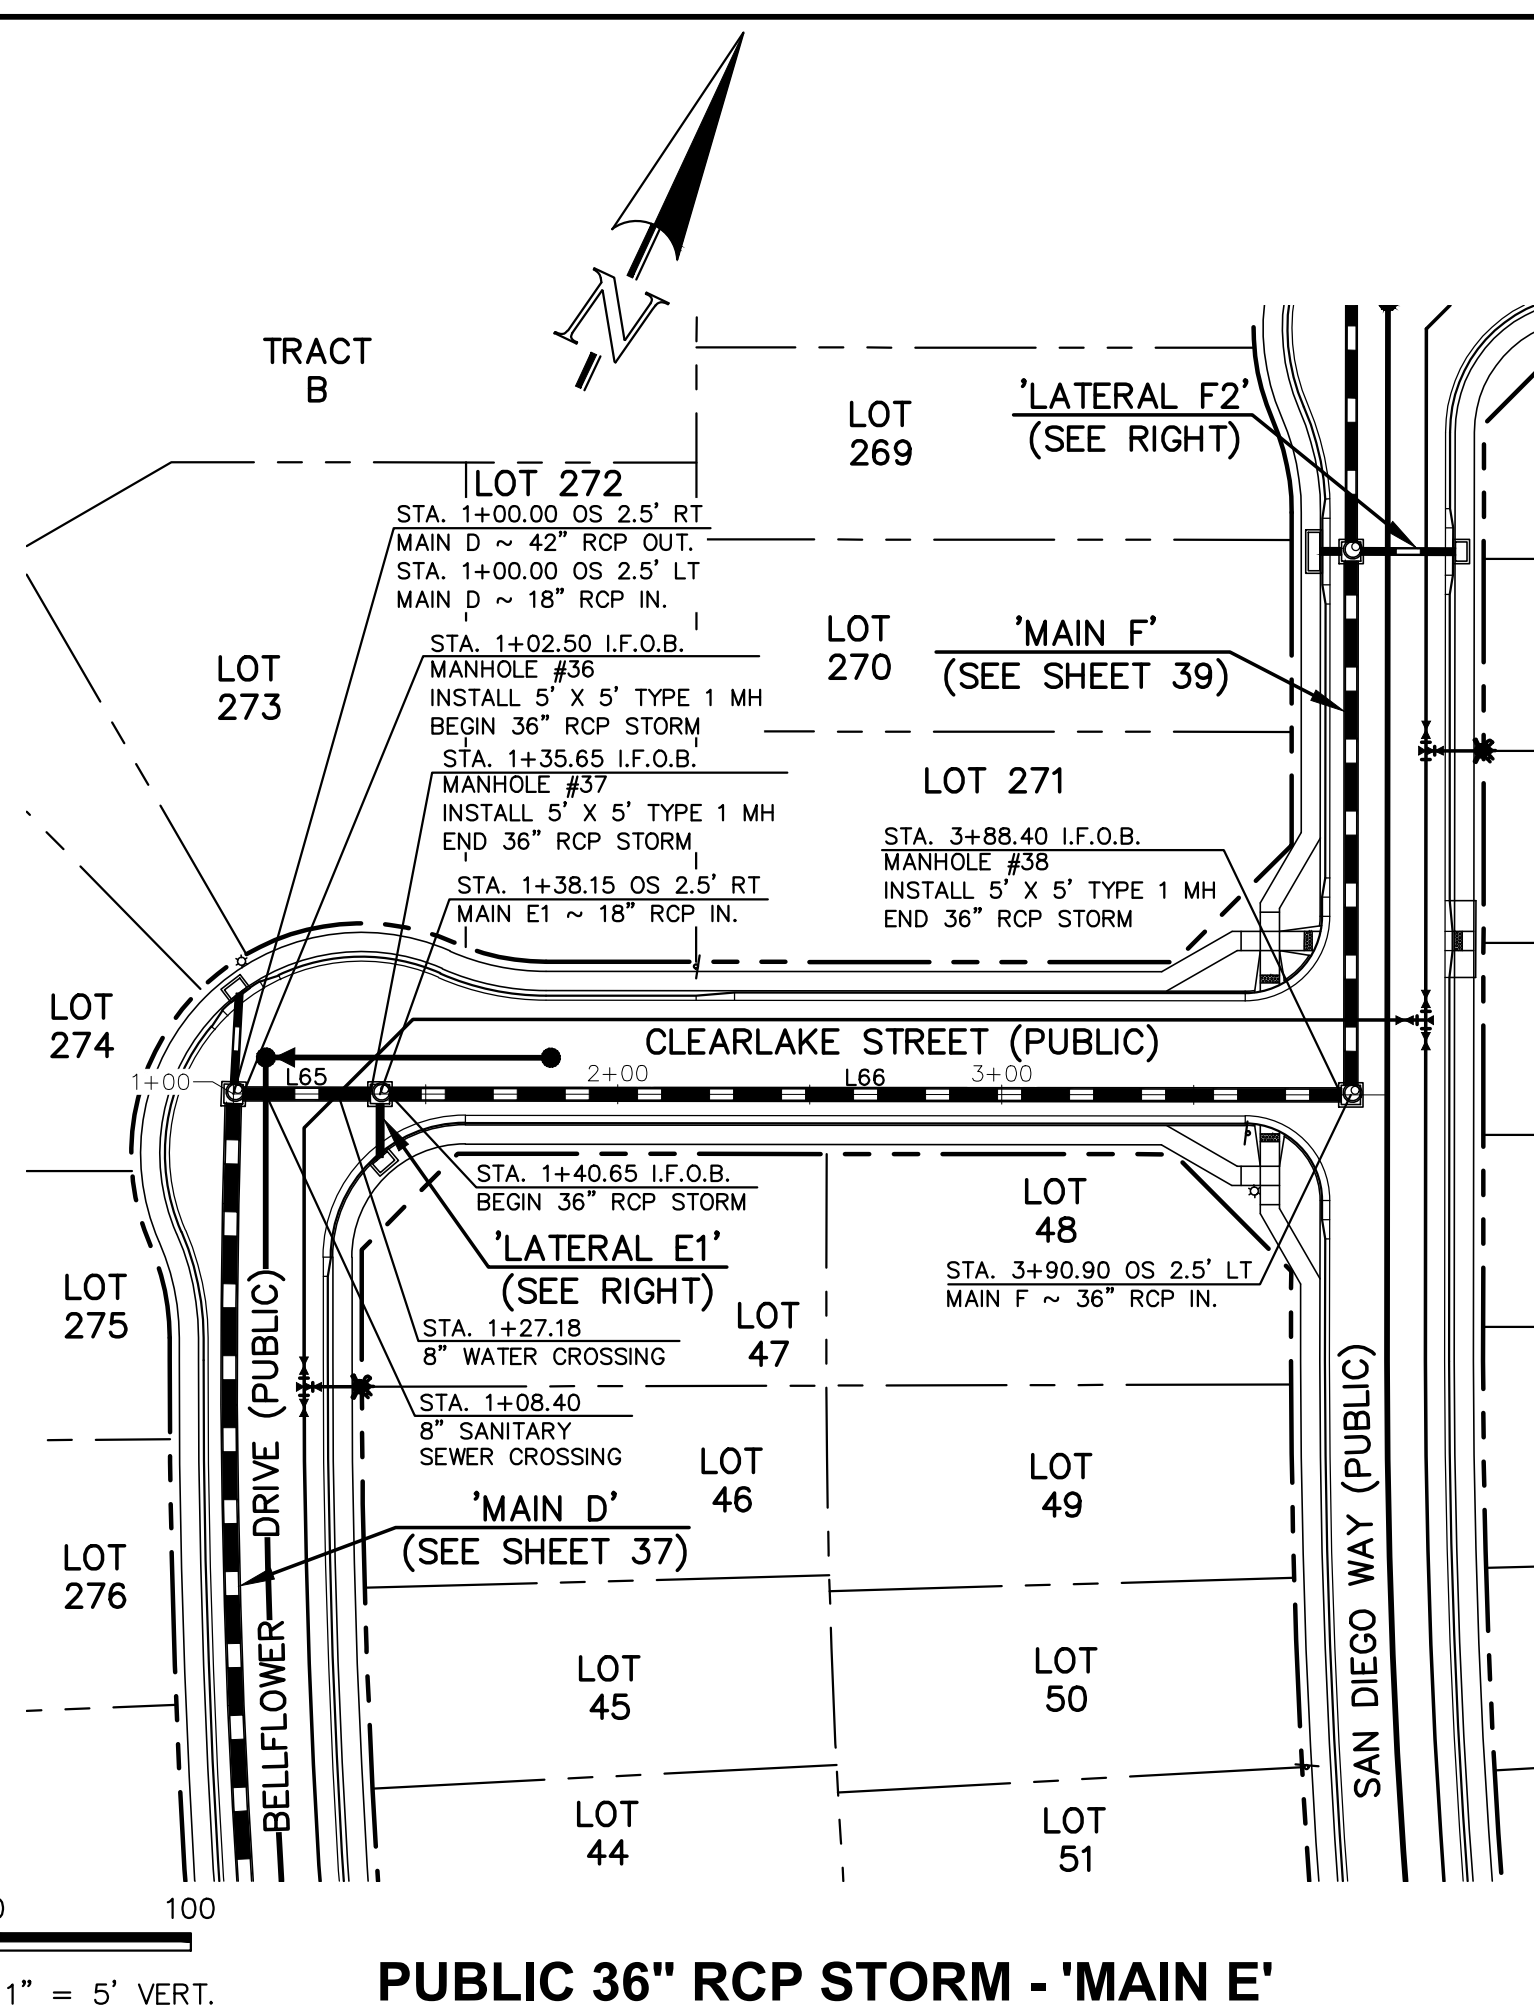 N
TRACT
B
'LATERAL F2'
(SEE RIGHT)
LOT
269
LOT 272
STA. 1+00.00 OS 2.5' RT
MAIN D ~ 42" RCP OUT.
STA. 1+00.00 OS 2.5' LT
MAIN D ~ 18" RCP IN.
STA. 1+02.50 I.F.O.B.
MANHOLE #36
INSTALL 5' X 5' TYPE 1 MH
BEGIN 36" RCP STORM
LOT
270
'MAIN F'
(SEE SHEET 39)
LOT
273
STA. 1+35.65 I.F.O.B.
MANHOLE #37
INSTALL 5' X 5' TYPE 1 MH
END 36" RCP STORM
LOT 271
STA. 3+88.40 I.F.O.B.
MANHOLE #38
INSTALL 5' X 5' TYPE 1 MH
END 36" RCP STORM
STA. 1+38.15 OS 2.5' RT
MAIN E1 ~ 18" RCP IN.
LOT
274
CLEARLAKE STREET (PUBLIC)
1+00
L65
2+00
L66
3+00
STA. 1+40.65 I.F.O.B.
BEGIN 36" RCP STORM
LOT
48
'LATERAL E1'
(SEE RIGHT)
STA. 3+90.90 OS 2.5' LT
MAIN F ~ 36" RCP IN.
LOT
275
LOT
47
STA. 1+27.18
8" WATER CROSSING
STA. 1+08.40
8" SANITARY
SEWER CROSSING
LOT
46
LOT
49
'MAIN D'
(SEE SHEET 37)
LOT
276
BELLFLOWER DRIVE (PUBLIC)
SAN DIEGO WAY (PUBLIC)
LOT
45
LOT
50
LOT
44
LOT
51
100
1" = 5' VERT.
PUBLIC 36" RCP STORM - 'MAIN E'